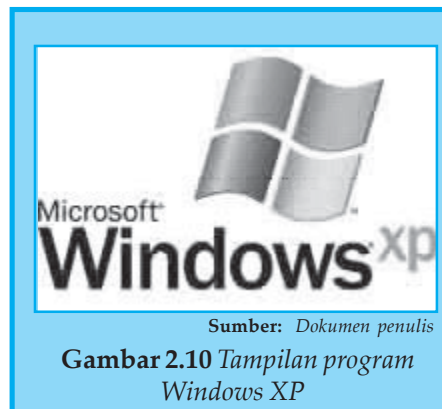 Microsoft
Windows xp
Sumber: Dokumen penulis
Gambar 2.10 Tampilan program
Windows XP